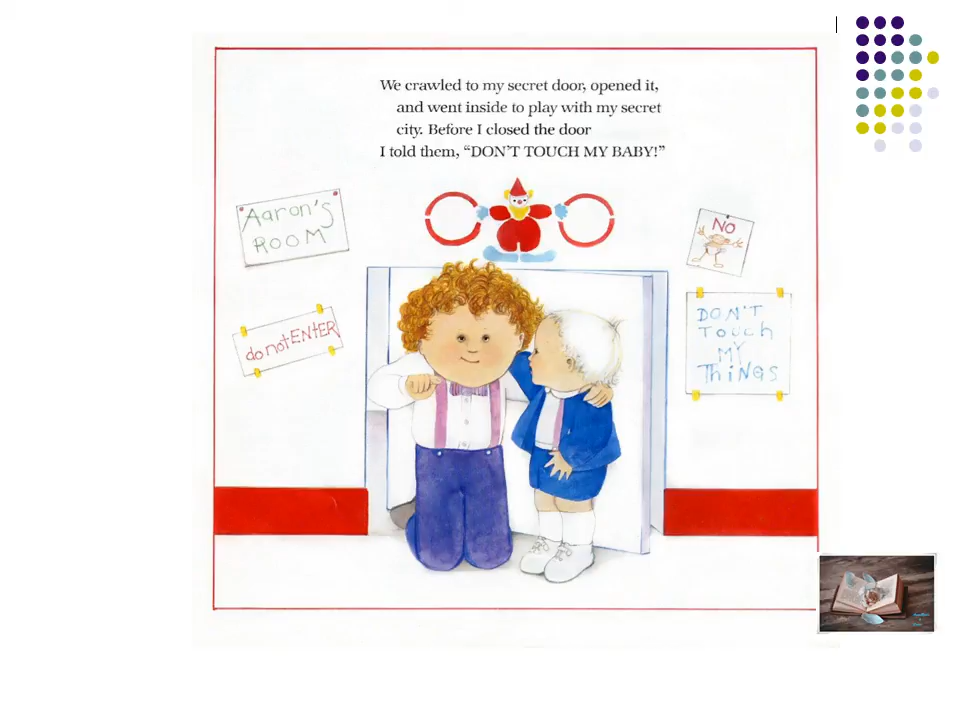 We crawled to my secret door, opened it,
and went inside to play with my secret
city. Before I closed the door
I told them, “DON'T TOUCH MY BABY!”
Aaron's
ROOM
NO
do not ENTER
DON'T
Touch
MY
THiNGS